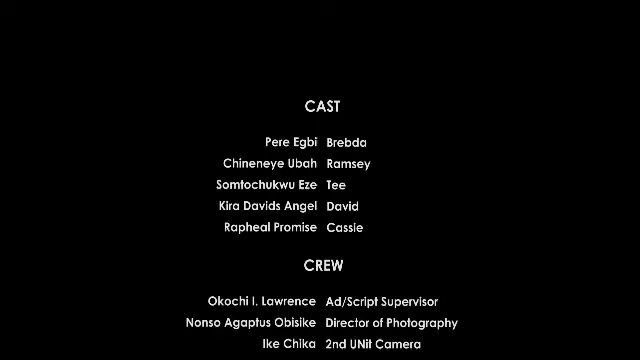 CAST
Pere Egbi Brebda
Chineneye Ubah Ramsey
Somtochukwu Eze Tee
Kira Davids Angel David
Rapheal Promise Cassie
CREW
Okochi I. Lawrence Ad/Script Supervisor
Nonso Agaptus Obisike Director of Photography
Ike Chika 2nd UNit Camera